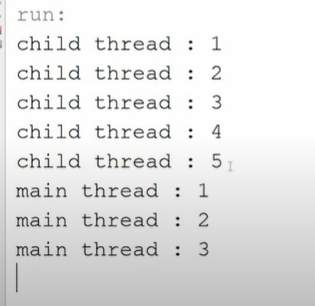 run:
child thread : 1
child thread : 2
child thread : 3
child thread : 4
child thread : 5
main thread : 1
main thread : 2
main thread : 3